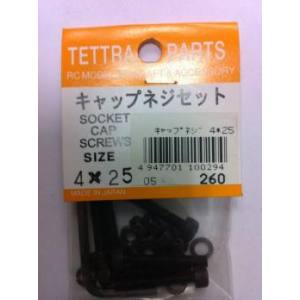 TETTRA PARTS
RC MODEL
& ACCESSORY
キャップネジセット
SOCKET
CAP
SCREWS
SIZE
4×25
MADE IN JAPAN
キャップネジ 4*25
4 947701 100294
05
260